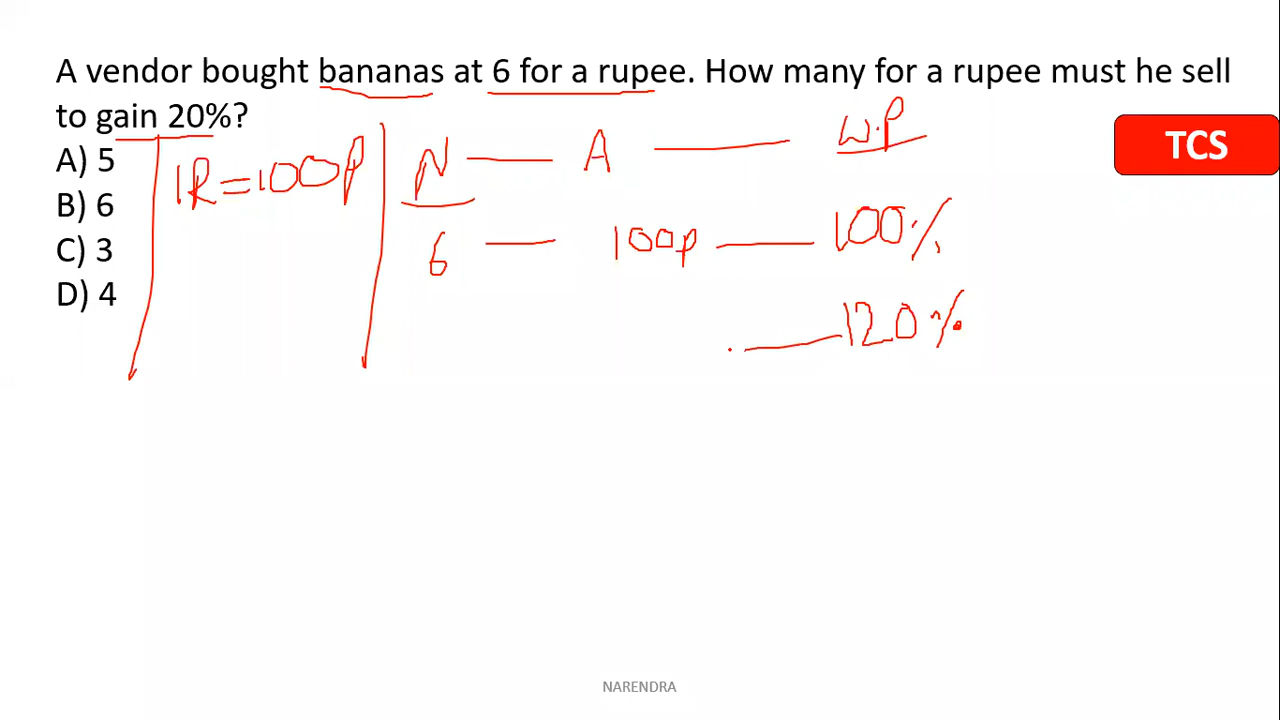 A vendor bought bananas at 6 for a rupee. How many for a rupee must he sell
to gain 20%?
A) 5
B) 6
C) 3
D) 4
TCS
1R=100P
N — A — W.P
6 — 100P — 100%
. — 120%
NARENDRA